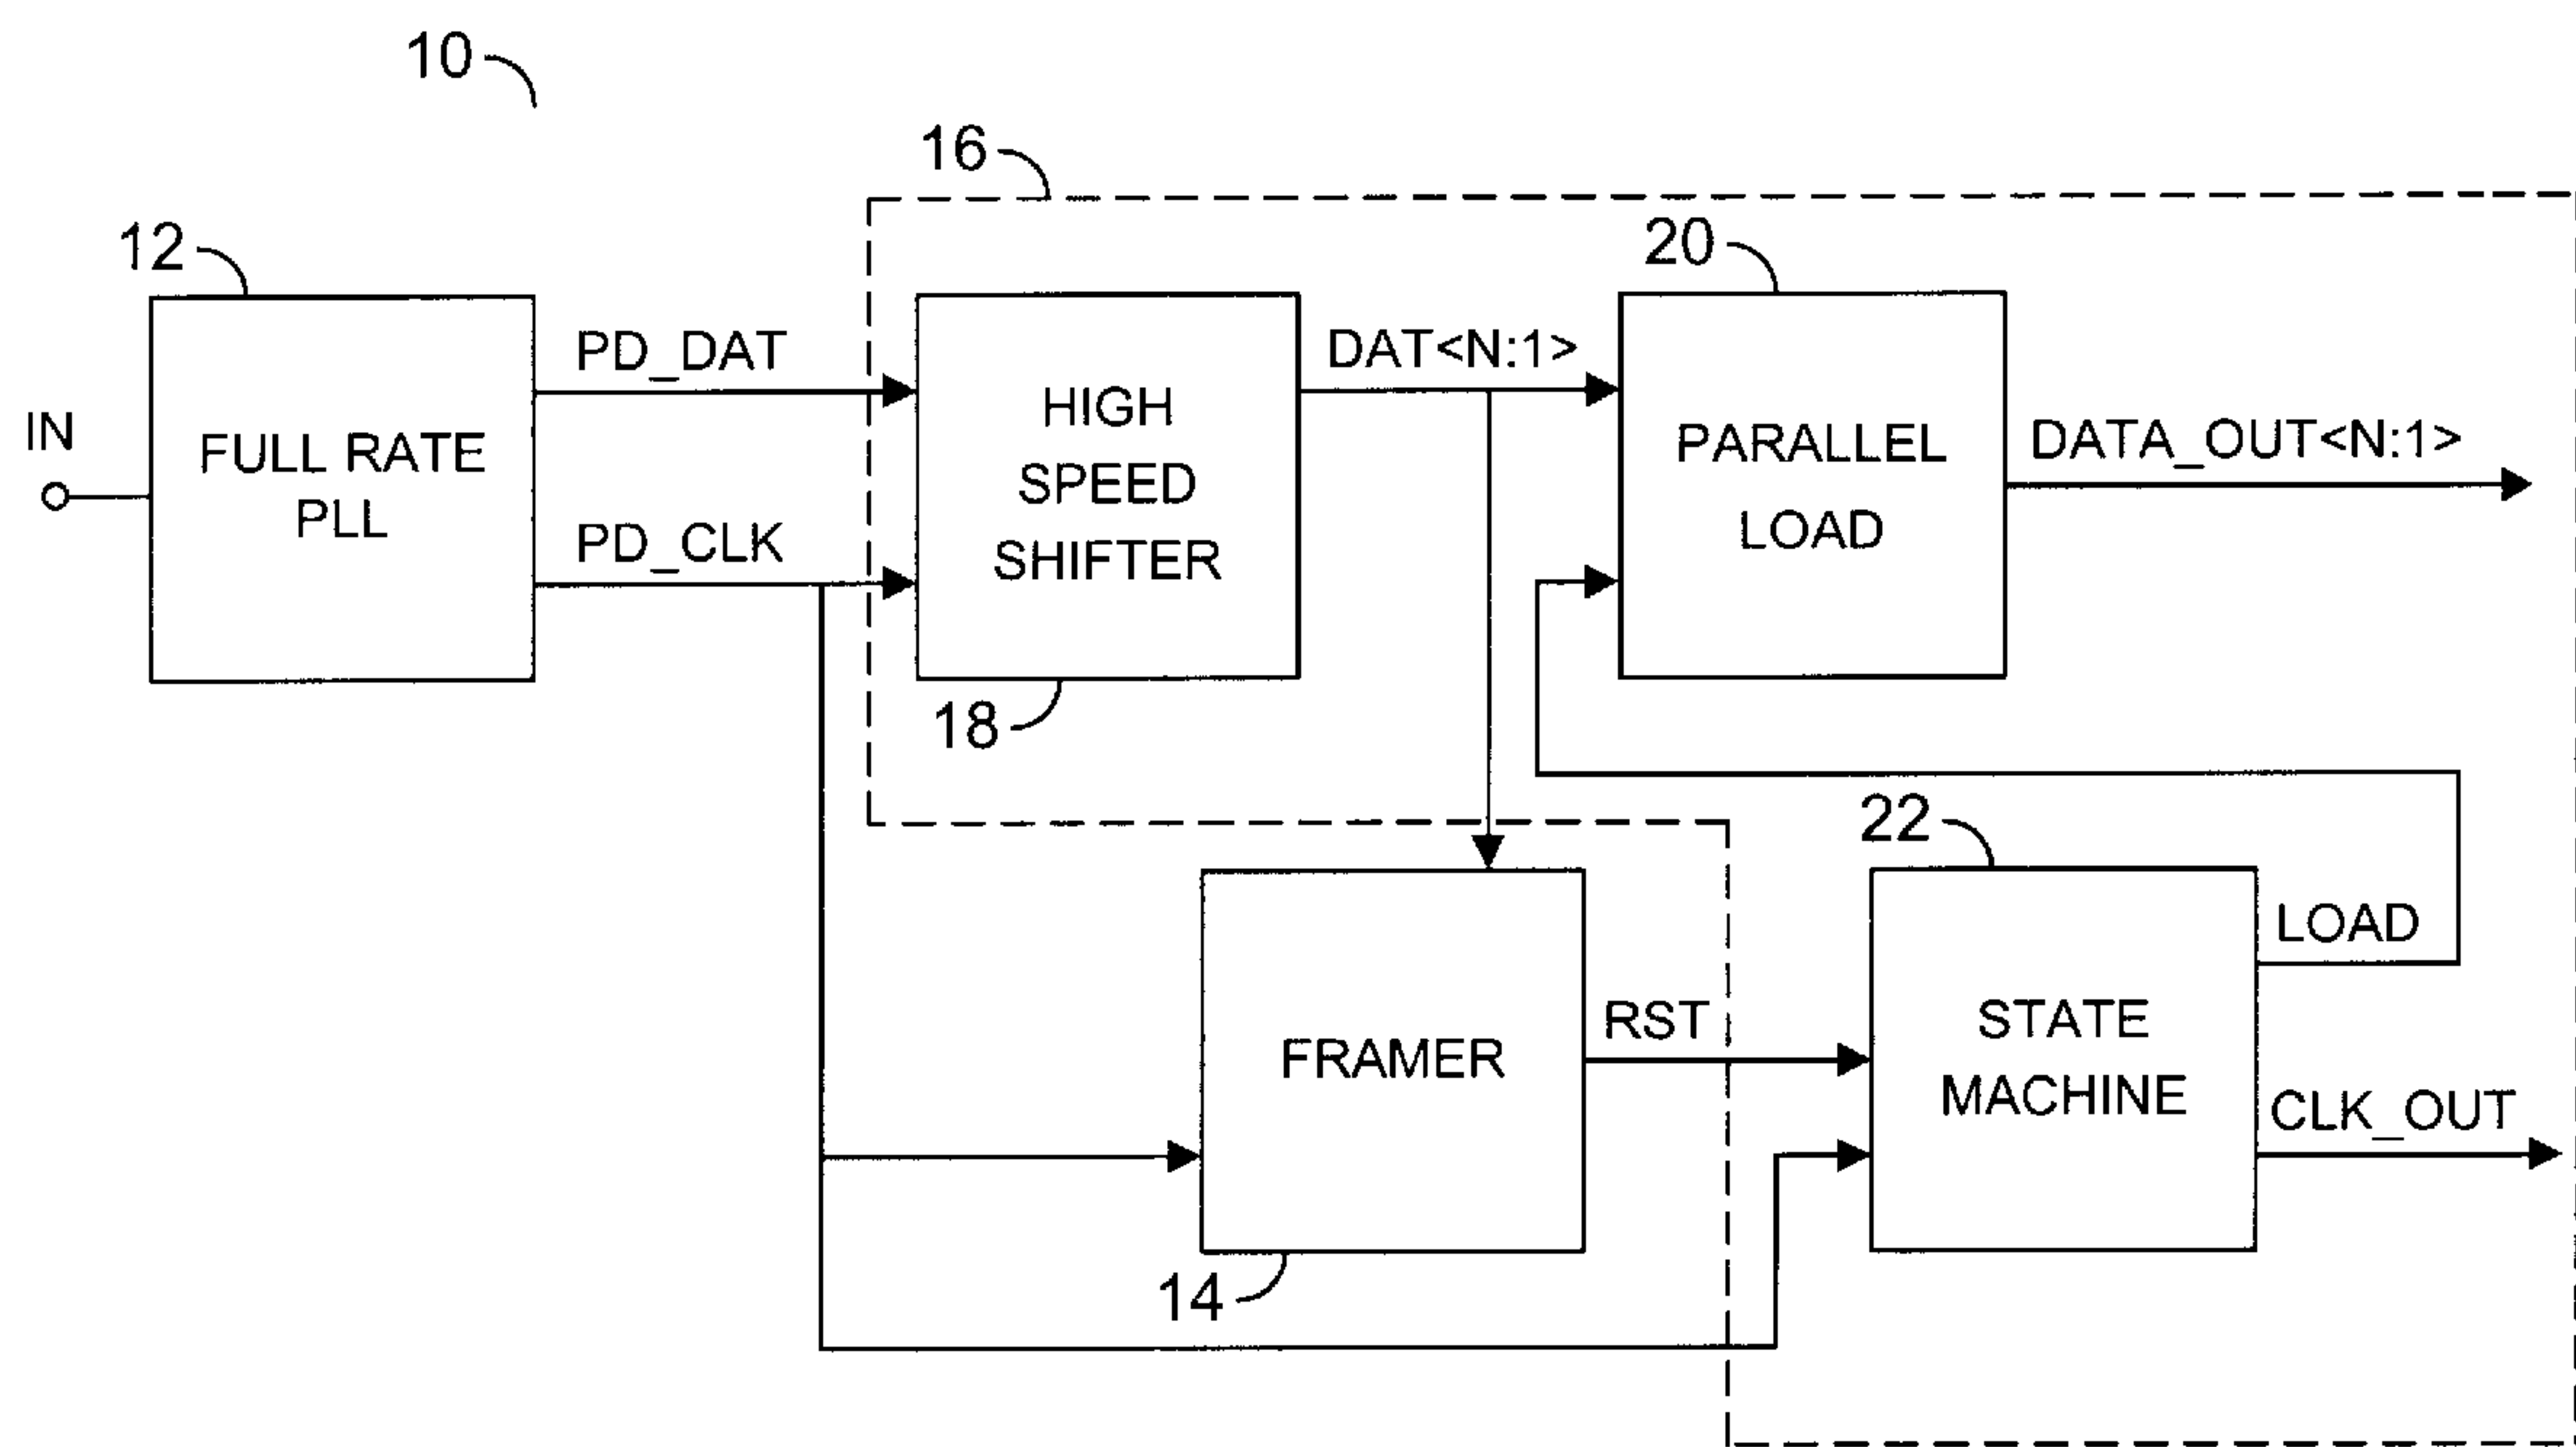 10
16
12
20
PD_DAT
DAT<N:1>
IN
HIGH
SPEED
SHIFTER
FULL RATE
PLL
PARALLEL
LOAD
DATA_OUT<N:1>
PD_CLK
18
22
LOAD
RST
STATE
MACHINE
FRAMER
CLK_OUT
14